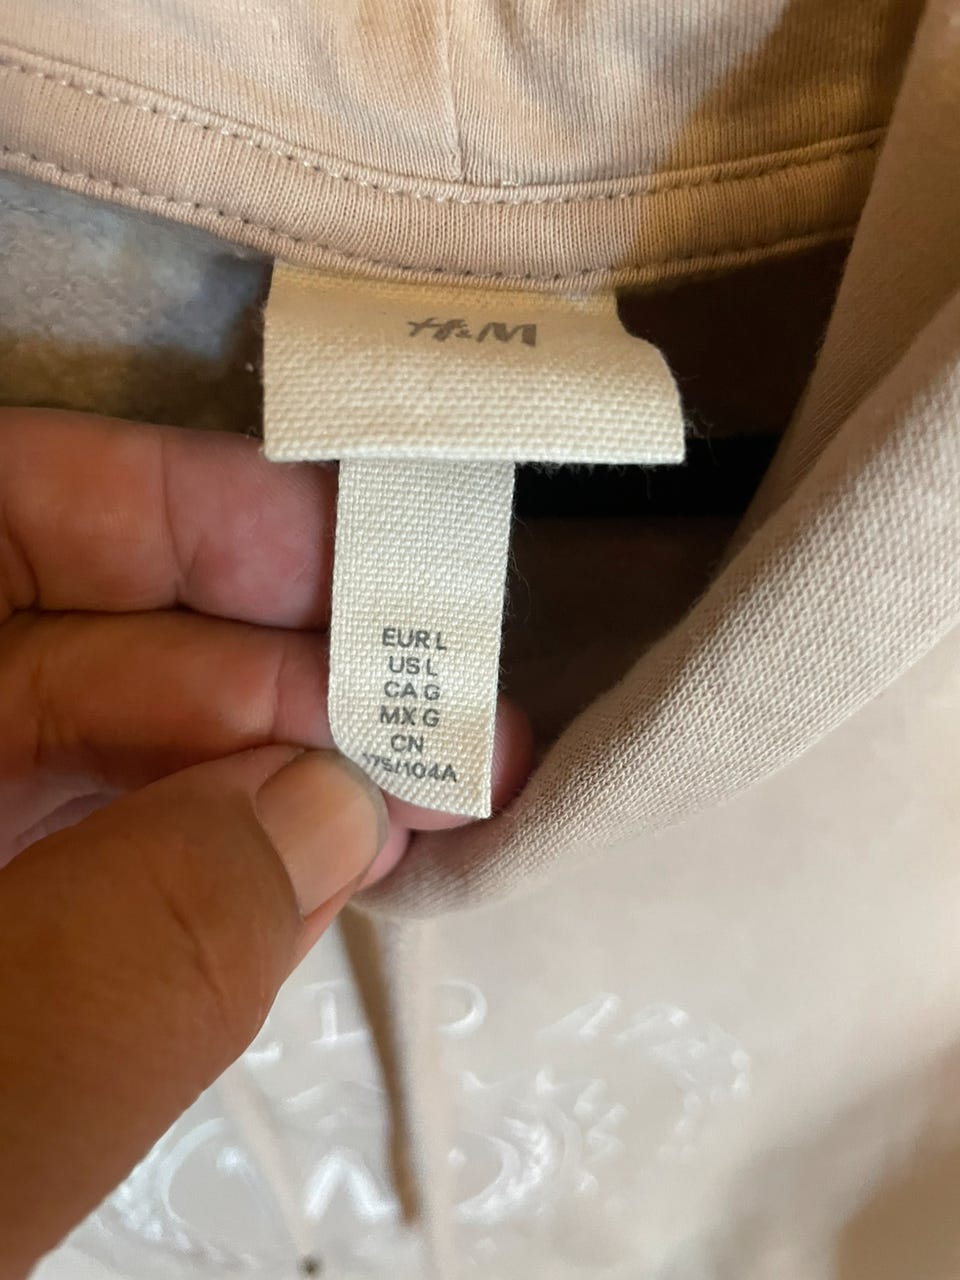 H&M
EUR L
US L
CA G
MX G
CN
175/104A